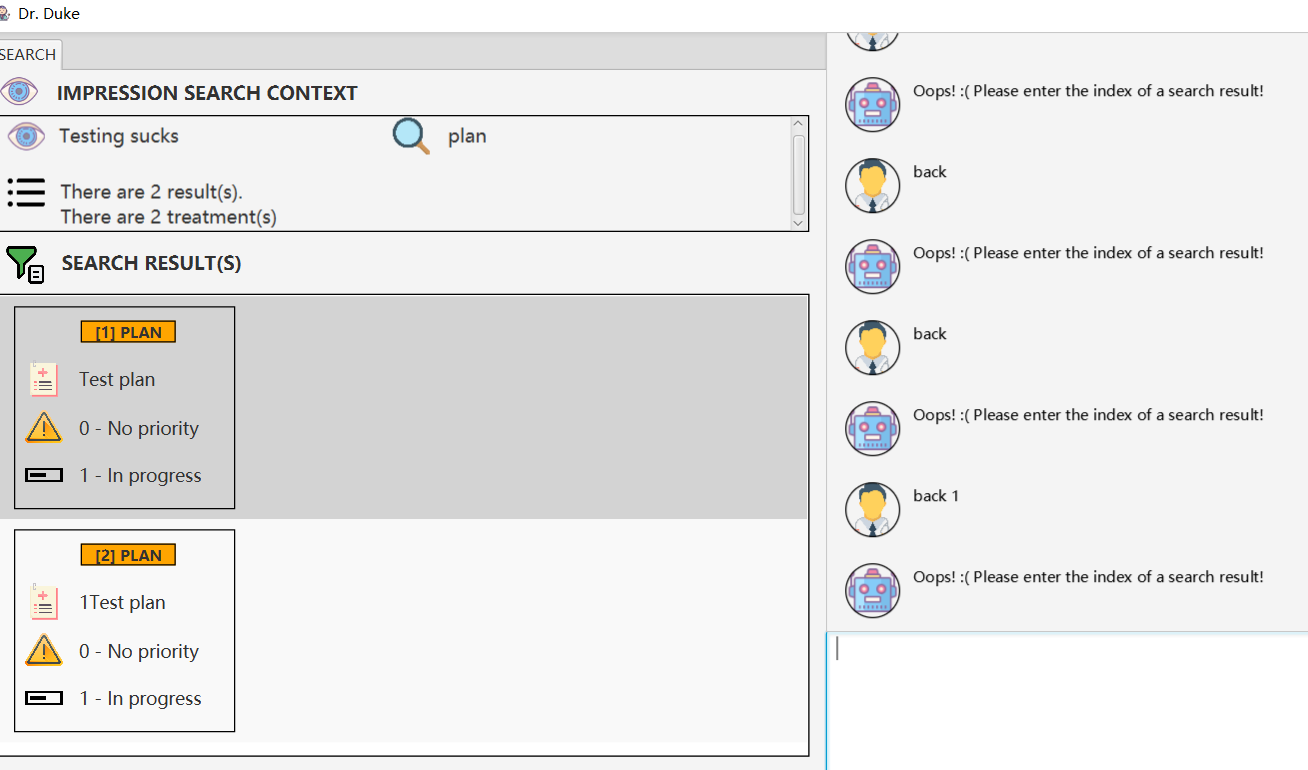 Dr. Duke
SEARCH
IMPRESSION SEARCH CONTEXT
Testing sucks
plan
There are 2 result(s).
There are 2 treatment(s)
SEARCH RESULT(S)
[1] PLAN
Test plan
0 - No priority
1 - In progress
[2] PLAN
1Test plan
0 - No priority
1 - In progress
Oops! :( Please enter the index of a search result!
back
Oops! :( Please enter the index of a search result!
back
Oops! :( Please enter the index of a search result!
back 1
Oops! :( Please enter the index of a search result!